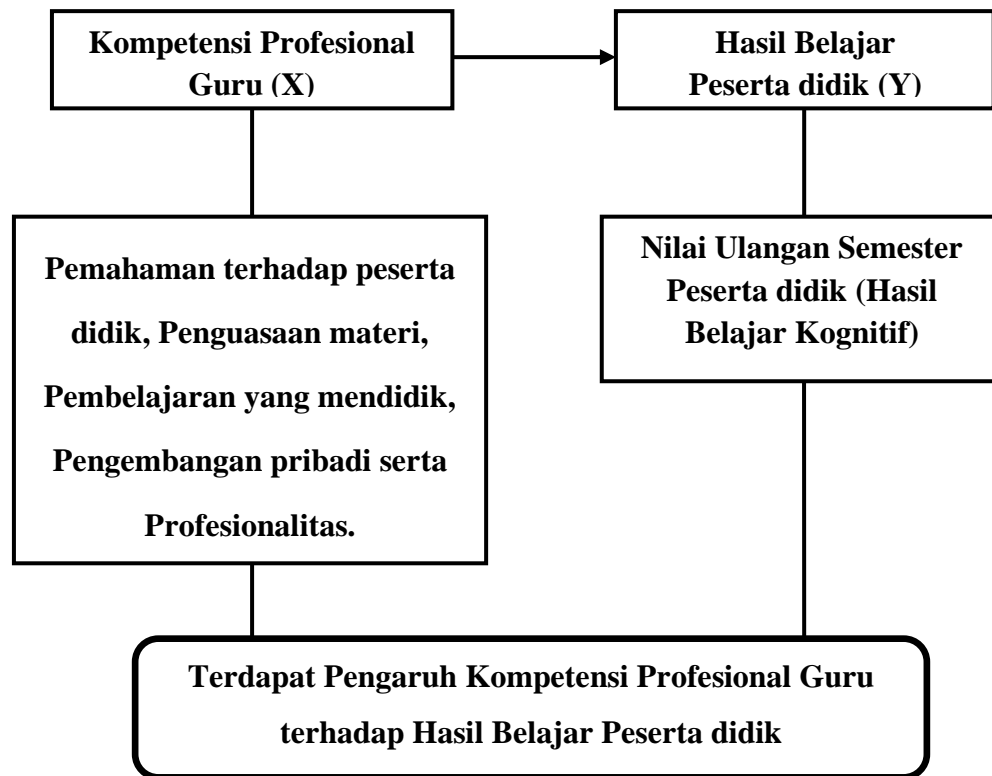 Kompetensi Profesional
Guru (X)
Hasil Belajar
Peserta didik (Y)
Pemahaman terhadap peserta
didik, Penguasaan materi,
Pembelajaran yang mendidik,
Pengembangan pribadi serta
Profesionalitas.
Nilai Ulangan Semester
Peserta didik (Hasil
Belajar Kognitif)
Terdapat Pengaruh Kompetensi Profesional Guru
terhadap Hasil Belajar Peserta didik